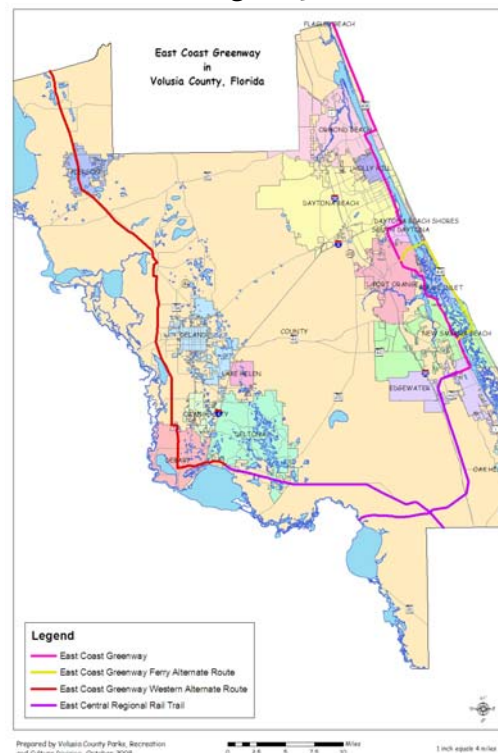 FLAGLER BEACH
East Coast Greenway
in
Volusia County, Florida
ORMOND BEACH
HOLLY HILL
DAYTONA BEACH
DAYTONA BEACH SHORES
SOUTH DAYTONA
PORT ORANGE
INLET
NEW SMYRNA BEACH
DELAND
COUNTY
LAKE HELEN
EDGEWATER
DELTONA
DEBARY
Legend
East Coast Greenway
East Coast Greenway Ferry Alternate Route
East Coast Greenway Western Alternate Route
East Central Regional Rail Trail
Prepared by Volusia County Parks, Recreation
Miles
1 inch equals 4 miles